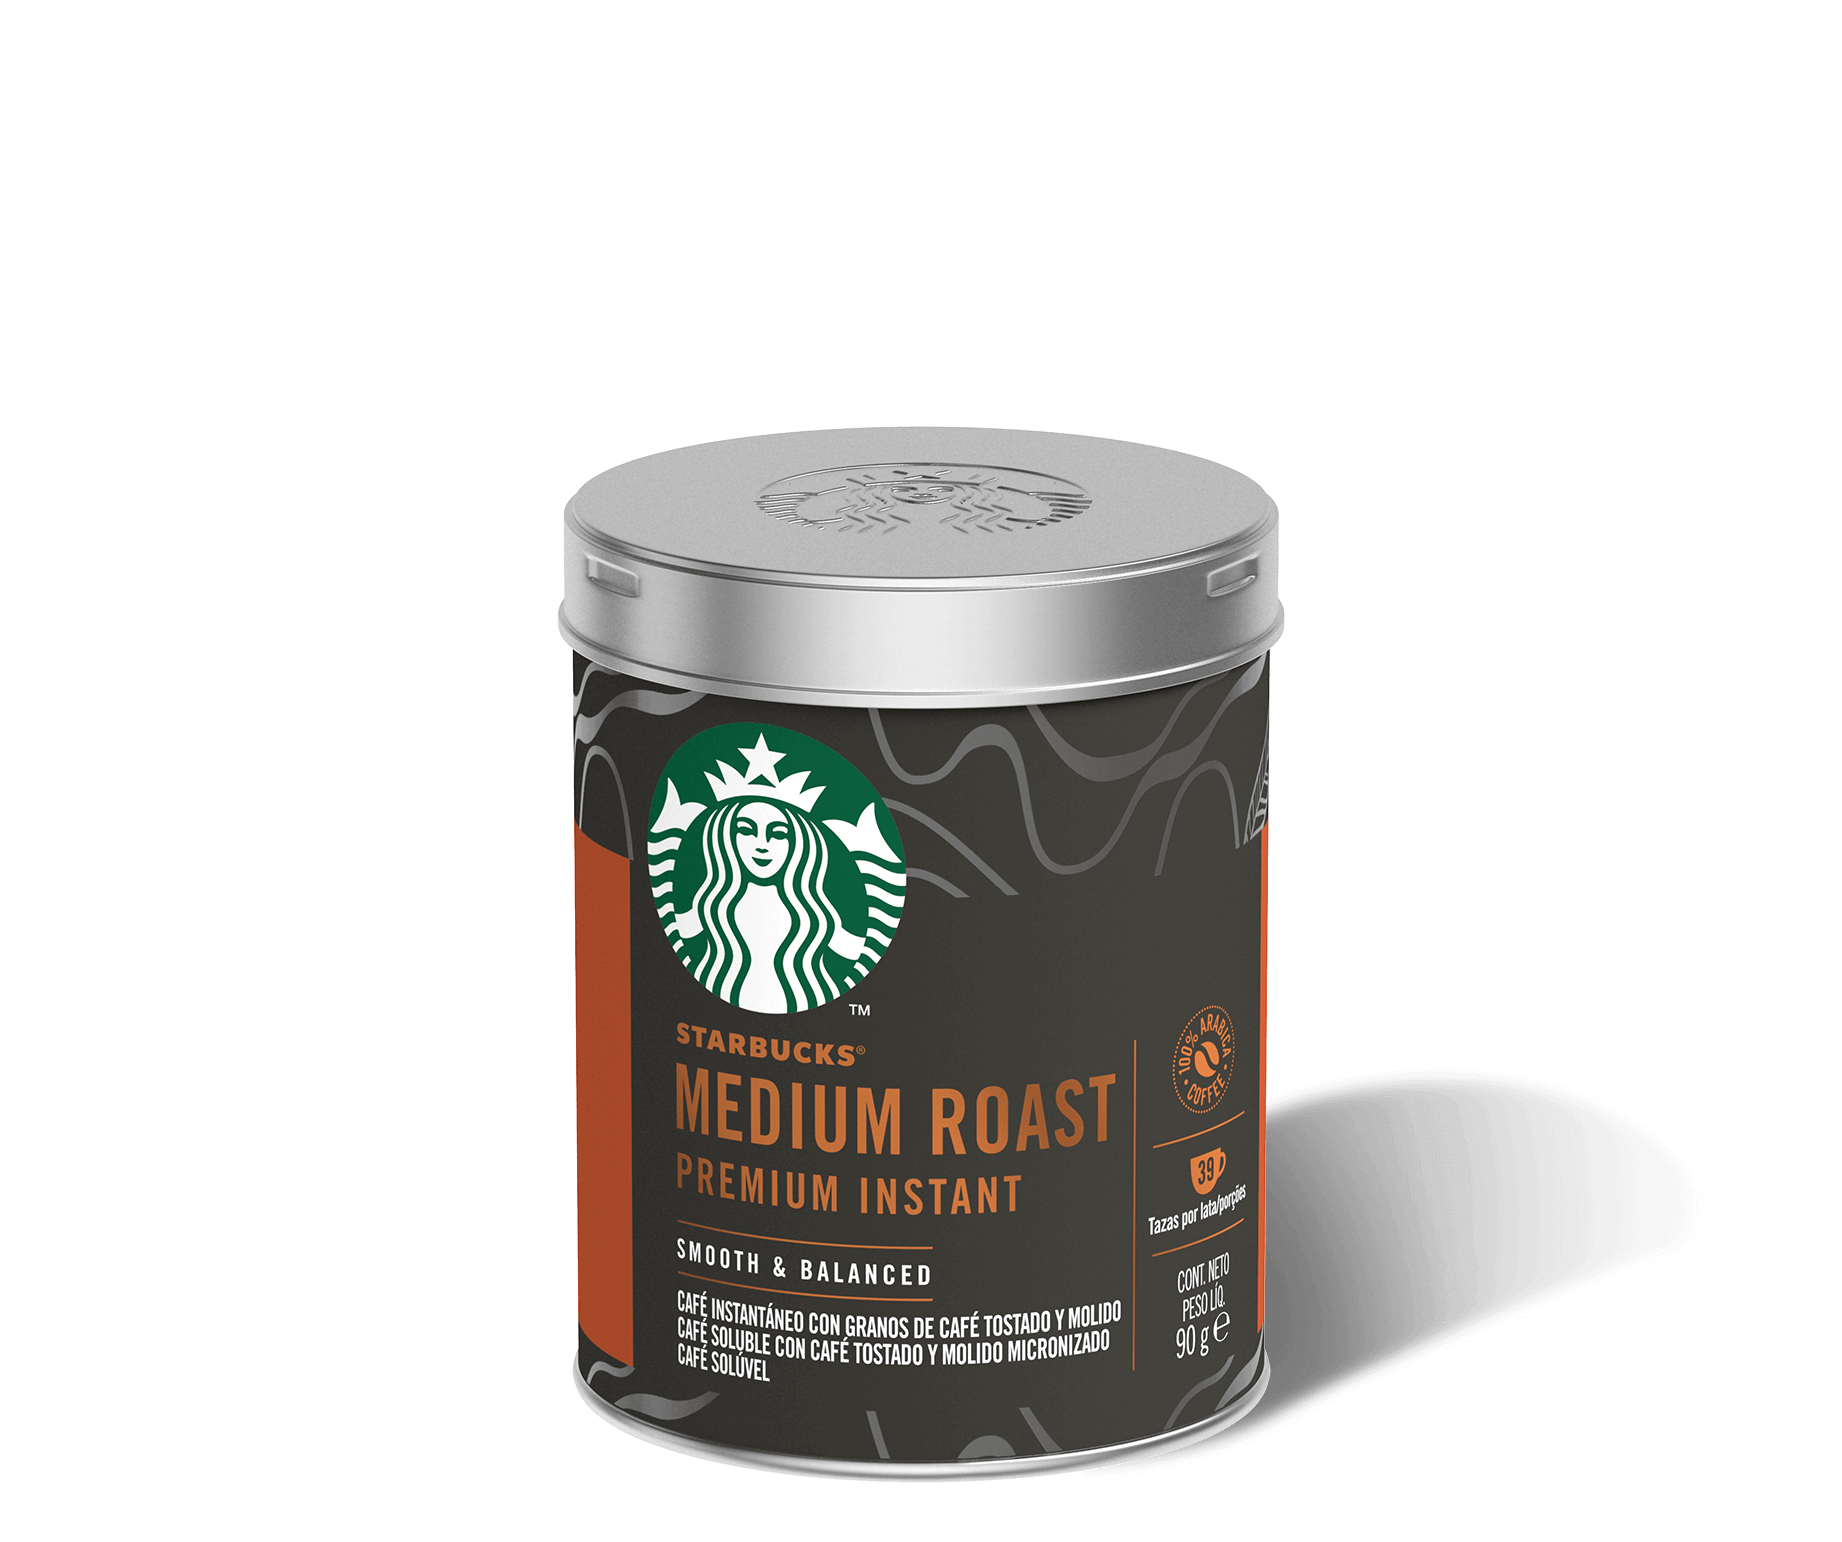 TM
STARBUCKS®
MEDIUM ROAST
PREMIUM INSTANT
SMOOTH & BALANCED
CAFÉ INSTANTÁNEO CON GRANOS DE CAFÉ TOSTADO Y MOLIDO
CAFÉ SOLUBLE CON CAFÉ TOSTADO Y MOLIDO MICRONIZADO
CAFÉ SOLÚVEL
100% ARABICA
• COFFEE •
39
Tazas por lata/porções
CONT. NETO
PESO LÍQ.
90 g e